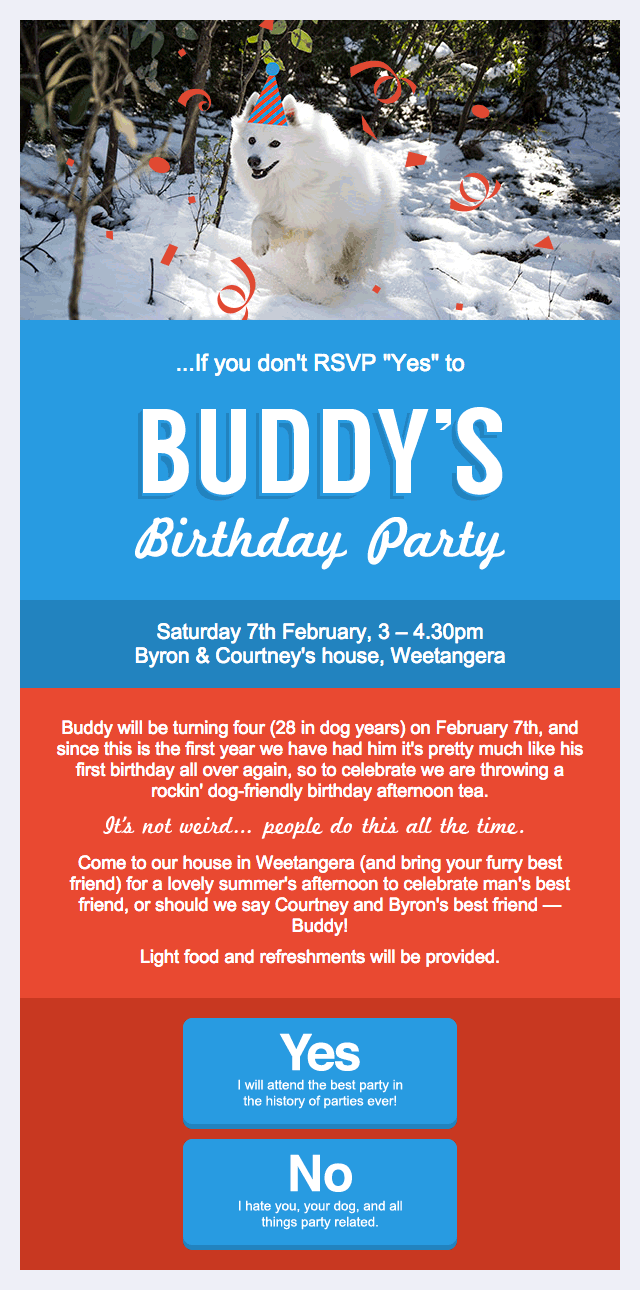 ...If you don't RSVP "Yes" to
BUDDY'S
Birthday Party
Saturday 7th February, 3 – 4.30pm
Byron & Courtney's house, Weetangera
Buddy will be turning four (28 in dog years) on February 7th, and
since this is the first year we have had him it's pretty much like his
first birthday all over again, so to celebrate we are throwing a
rockin' dog-friendly birthday afternoon tea.
It's not weird... people do this all the time.
Come to our house in Weetangera (and bring your furry best
friend) for a lovely summer's afternoon to celebrate man's best
friend, or should we say Courtney and Byron's best friend —
Buddy!
Light food and refreshments will be provided.
Yes
I will attend the best party in
the history of parties ever!
No
I hate you, your dog, and all
things party related.